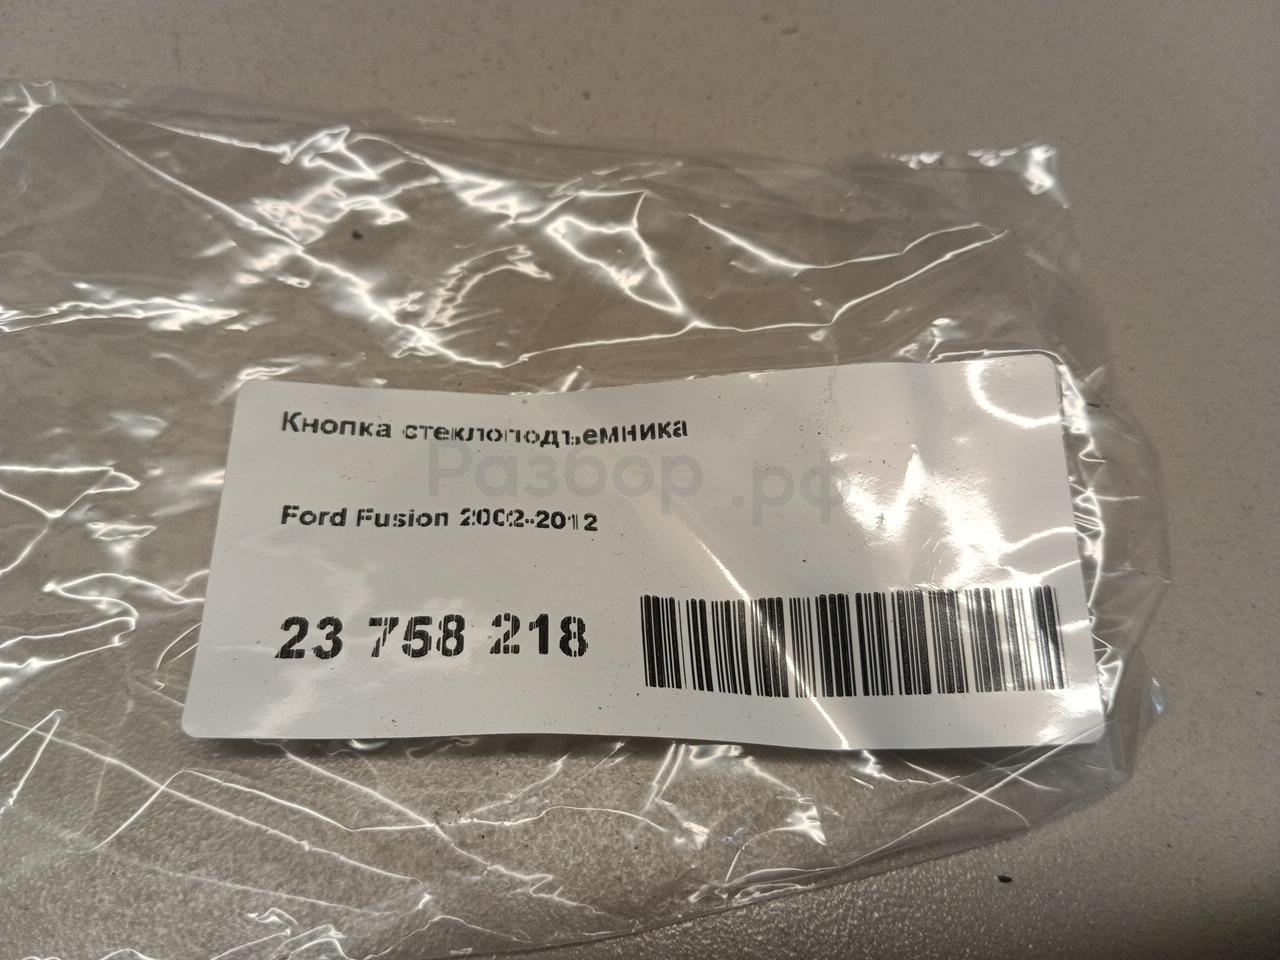 Кнопка стеклоподъемника
Разбор.рф
Ford Fusion 2002-2012
23 758 218